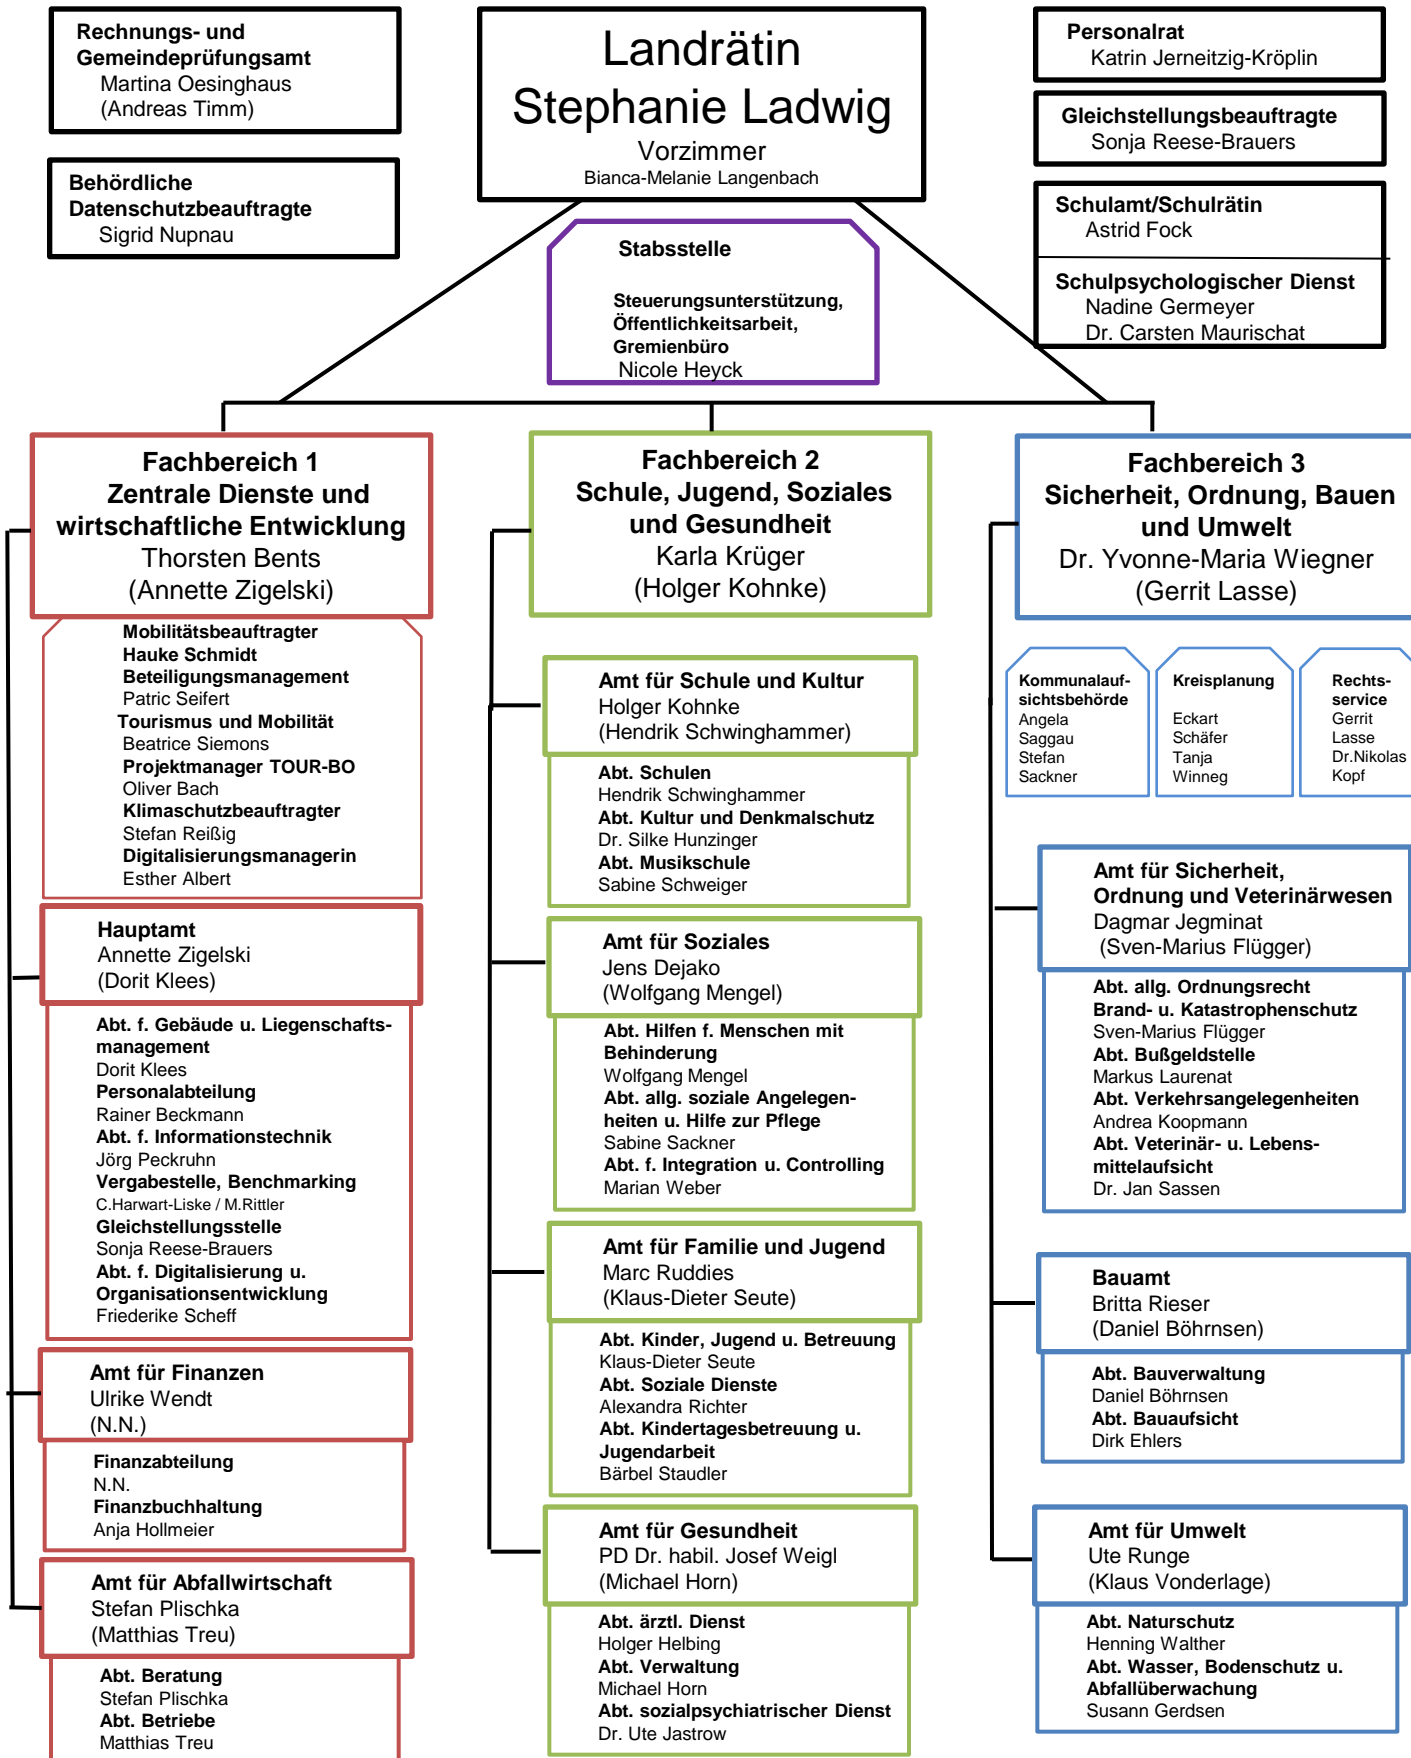 Rechnungs- und
Gemeindeprüfungsamt
Martina Oesinghaus
(Andreas Timm)
Behördliche
Datenschutzbeauftragte
Sigrid Nupnau
Landrätin
Stephanie Ladwig
Vorzimmer
Bianca-Melanie Langenbach
Stabsstelle
Steuerungsunterstützung,
Öffentlichkeitsarbeit,
Gremienbüro
Nicole Heyck
Personalrat
Katrin Jerneitzig-Kröplin
Gleichstellungsbeauftragte
Sonja Reese-Brauers
Schulamt/Schulrätin
Astrid Fock
Schulpsychologischer Dienst
Nadine Germeyer
Dr. Carsten Maurischat
Fachbereich 1
Zentrale Dienste und
wirtschaftliche Entwicklung
Thorsten Bents
(Annette Zigelski)
Mobilitätsbeauftragter
Hauke Schmidt
Beteiligungsmanagement
Patric Seifert
Tourismus und Mobilität
Beatrice Siemons
Projektmanager TOUR-BO
Oliver Bach
Klimaschutzbeauftragter
Stefan Reißig
Digitalisierungsmanagerin
Esther Albert
Hauptamt
Annette Zigelski
(Dorit Klees)
Abt. f. Gebäude u. Liegenschafts-
management
Dorit Klees
Personalabteilung
Rainer Beckmann
Abt. f. Informationstechnik
Jörg Peckruhn
Vergabestelle, Benchmarking
C.Harwart-Liske / M.Rittler
Gleichstellungsstelle
Sonja Reese-Brauers
Abt. f. Digitalisierung u.
Organisationsentwicklung
Friederike Scheff
Amt für Finanzen
Ulrike Wendt
(N.N.)
Finanzabteilung
N.N.
Finanzbuchhaltung
Anja Hollmeier
Amt für Abfallwirtschaft
Stefan Plischka
(Matthias Treu)
Abt. Beratung
Stefan Plischka
Abt. Betriebe
Matthias Treu
Fachbereich 2
Schule, Jugend, Soziales
und Gesundheit
Karla Krüger
(Holger Kohnke)
Amt für Schule und Kultur
Holger Kohnke
(Hendrik Schwinghammer)
Abt. Schulen
Hendrik Schwinghammer
Abt. Kultur und Denkmalschutz
Dr. Silke Hunzinger
Abt. Musikschule
Sabine Schweiger
Amt für Soziales
Jens Dejako
(Wolfgang Mengel)
Abt. Hilfen f. Menschen mit
Behinderung
Wolfgang Mengel
Abt. allg. soziale Angelegen-
heiten u. Hilfe zur Pflege
Sabine Sackner
Abt. f. Integration u. Controlling
Marian Weber
Amt für Familie und Jugend
Marc Ruddies
(Klaus-Dieter Seute)
Abt. Kinder, Jugend u. Betreuung
Klaus-Dieter Seute
Abt. Soziale Dienste
Alexandra Richter
Abt. Kindertagesbetreuung u.
Jugendarbeit
Bärbel Staudler
Amt für Gesundheit
PD Dr. habil. Josef Weigl
(Michael Horn)
Abt. ärztl. Dienst
Holger Helbing
Abt. Verwaltung
Michael Horn
Abt. sozialpsychiatrischer Dienst
Dr. Ute Jastrow
Fachbereich 3
Sicherheit, Ordnung, Bauen
und Umwelt
Dr. Yvonne-Maria Wiegner
(Gerrit Lasse)
Kommunalauf-
sichtsbehörde
Angela
Saggau
Stefan
Sackner
Kreisplanung
Eckart
Schäfer
Tanja
Winneg
Rechts-
service
Gerrit
Lasse
Dr.Nikolas
Kopf
Amt für Sicherheit,
Ordnung und Veterinärwesen
Dagmar Jegminat
(Sven-Marius Flügger)
Abt. allg. Ordnungsrecht
Brand- u. Katastrophenschutz
Sven-Marius Flügger
Abt. Bußgeldstelle
Markus Laurenat
Abt. Verkehrsangelegenheiten
Andrea Koopmann
Abt. Veterinär- u. Lebens-
mittelaufsicht
Dr. Jan Sassen
Bauamt
Britta Rieser
(Daniel Böhrnsen)
Abt. Bauverwaltung
Daniel Böhrnsen
Abt. Bauaufsicht
Dirk Ehlers
Amt für Umwelt
Ute Runge
(Klaus Vonderlage)
Abt. Naturschutz
Henning Walther
Abt. Wasser, Bodenschutz u.
Abfallüberwachung
Susann Gerdsen